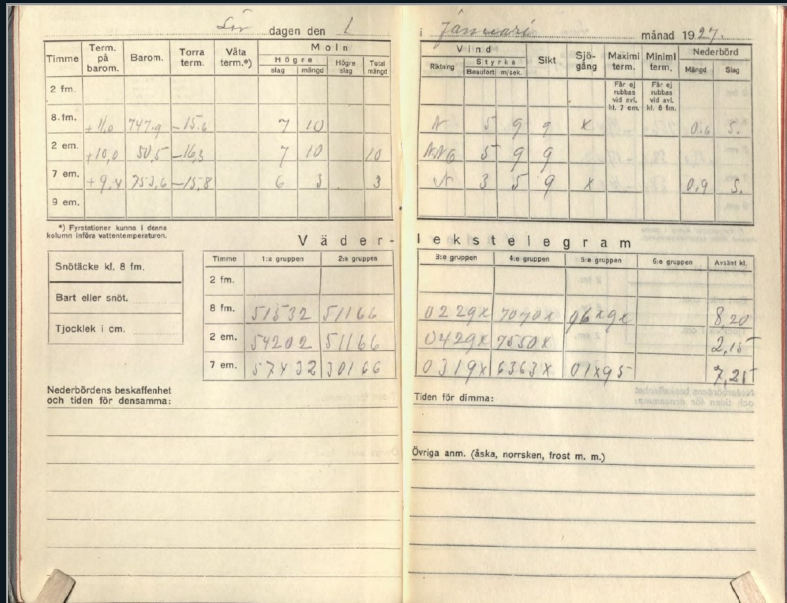 Lör dagen den 1 i januari månad 1927.
Timme Term. på barom. Barom. Torra term. Våta term.*) Moln
Högre slag mängd Högre slag Total mängd
Vind Riktning Styrka Beaufort m/sek. Sikt Sjögång Maximi term. Minimi term. Nederbörd Mängd Slag
Får ej rubbas vid avl. kl. 7 em. Får ej rubbas vid avl. kl. 8 fm.
2 fm.
8 fm. +11,0 747.9 -15.6 7 10 N 5 9 9 X 0.6 S.
2 em. +10,0 50,5 -16,3 7 10 10 NNO 5 9 9
7 em. +9,4 753,6 -15,8 6 3 3 N 3 5 9 X 0,9 S.
9 em.
*) Fyrstationer kunna i denna
kolumn införa vattentemperaturen.
Väder- lekstelegram
Snötäcke kl. 8 fm.
Bart eller snöt.
Tjocklek i cm.
Timme 1:a gruppen 2:a gruppen 3:e gruppen 4:e gruppen 5:e gruppen 6:e gruppen Avsänt kl.
2 fm.
8 fm. 51532 51166 0229X 7070X 06X9X 8,20
2 em. 54202 51166 0429X 7550X 2,15
7 em. 57X32 30166 0319X 6363X 01X95 7,25
Nederbördens beskaffenhet
och tiden för densamma:
Tiden för dimma:
Övriga anm. (åska, norrsken, frost m. m.)